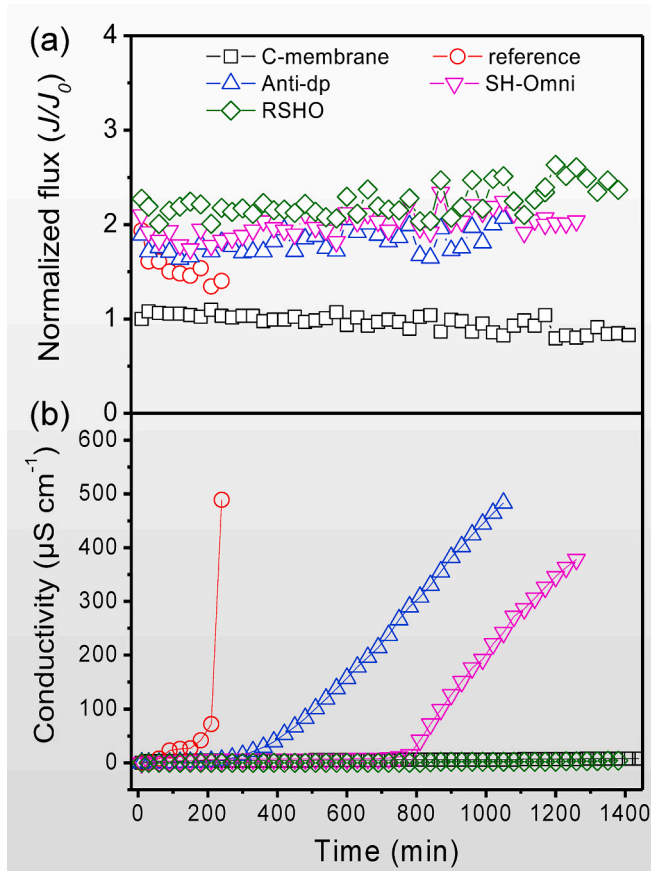 (a)
C-membrane reference
Anti-dp SH-Omni
RSHO
Normalized flux (J/J₀)
4
3
2
1
0
(b)
Conductivity (µS cm⁻¹)
600
500
400
300
200
100
0
0 200 400 600 800 1000 1200 1400
Time (min)